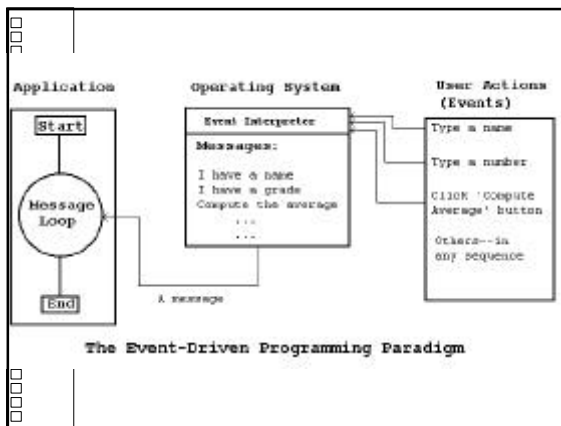 Application
Start
Message
Loop
End
Operating System
Event Interpreter
Messages:
I have a name
I have a grade
Compute the average
...
...
A message
User Actions
(Events)
Type a name
Type a number
Click 'Compute
Average' button
Others--in
any sequence
The Event-Driven Programming Paradigm